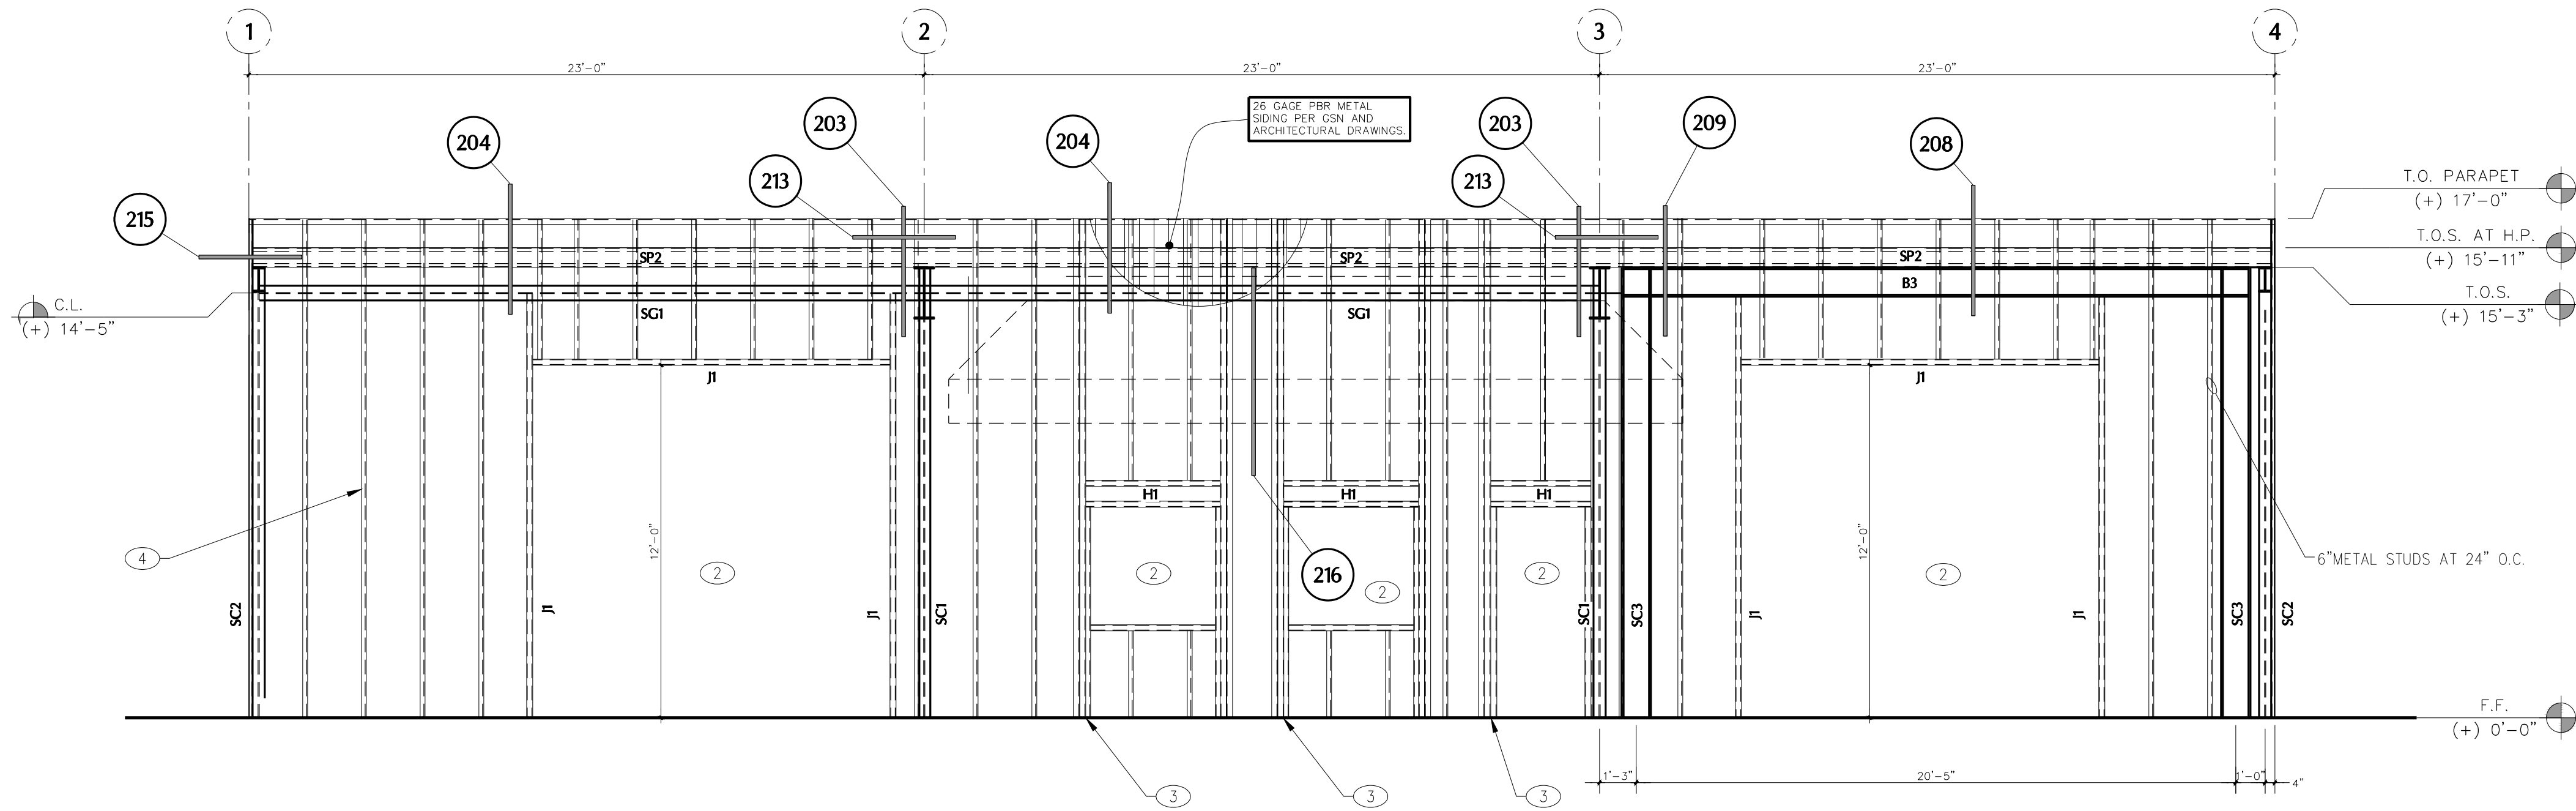 1
2
3
4
23'-0"
23'-0"
23'-0"
26 GAGE PBR METAL
SIDING PER GSN AND
ARCHITECTURAL DRAWINGS.
204
203
204
203
209
208
213
213
215
T.O. PARAPET
(+) 17'-0"
T.O.S. AT H.P.
(+) 15'-11"
T.O.S.
(+) 15'-3"
C.L.
(+) 14'-5"
SP2
SP2
SP2
B3
SG1
SG1
J1
J1
H1
H1
H1
12'-0"
12'-0"
4
2
2
2
2
2
216
6"METAL STUDS AT 24" O.C.
SC2
J1
J1
SC1
SC1
SC3
J1
J1
SC3
SC2
F.F.
(+) 0'-0"
1'-3"
20'-5"
1'-0"
4"
3
3
3